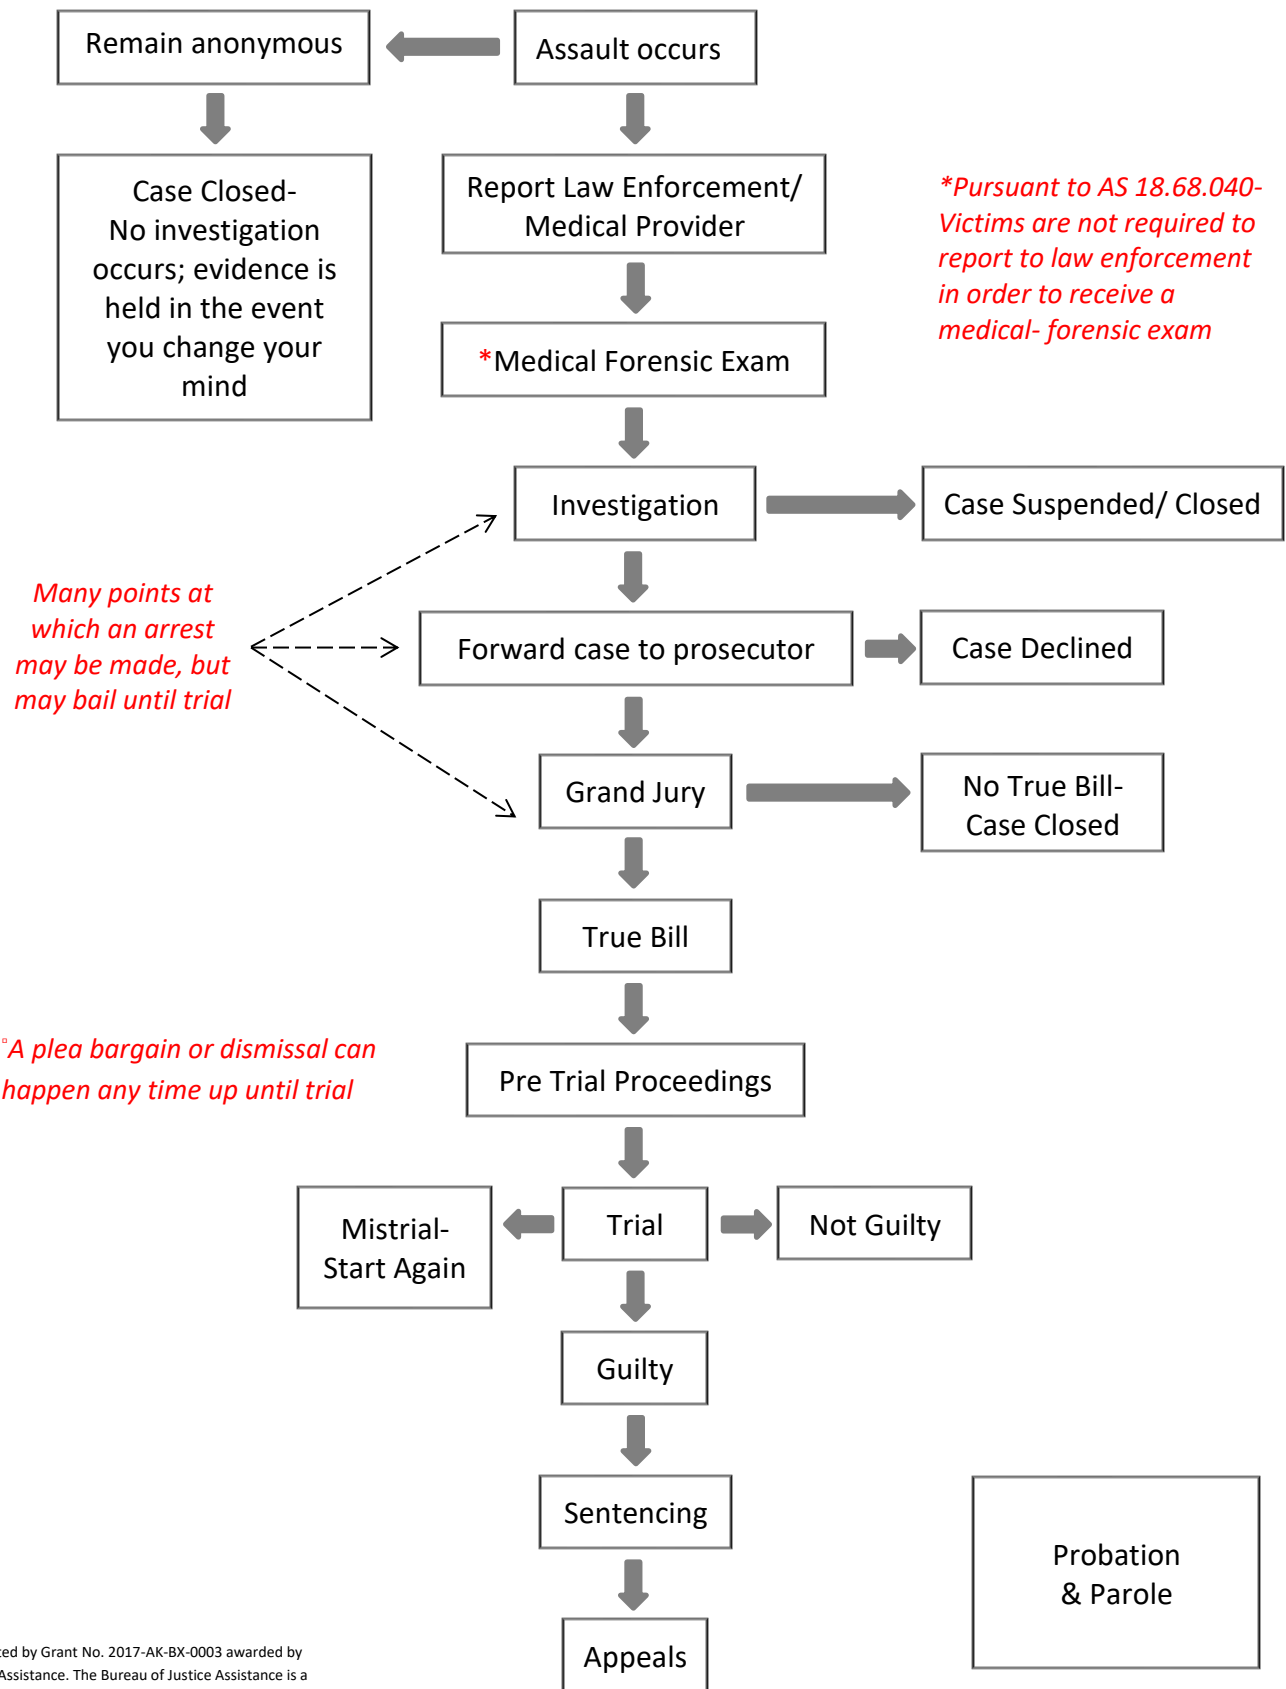 Remain anonymous
Assault occurs
Case Closed-
No investigation
occurs; evidence is
held in the event
you change your
mind
Report Law Enforcement/
Medical Provider
*Pursuant to AS 18.68.040-
Victims are not required to
report to law enforcement
in order to receive a
medical- forensic exam
*Medical Forensic Exam
Investigation
Case Suspended/ Closed
Many points at
which an arrest
may be made, but
may bail until trial
Forward case to prosecutor
Case Declined
Grand Jury
No True Bill-
Case Closed
True Bill
A plea bargain or dismissal can
happen any time up until trial
Pre Trial Proceedings
Mistrial-
Start Again
Trial
Not Guilty
Guilty
Sentencing
Probation
& Parole
Appeals
ted by Grant No. 2017-AK-BX-0003 awarded by
Assistance. The Bureau of Justice Assistance is a